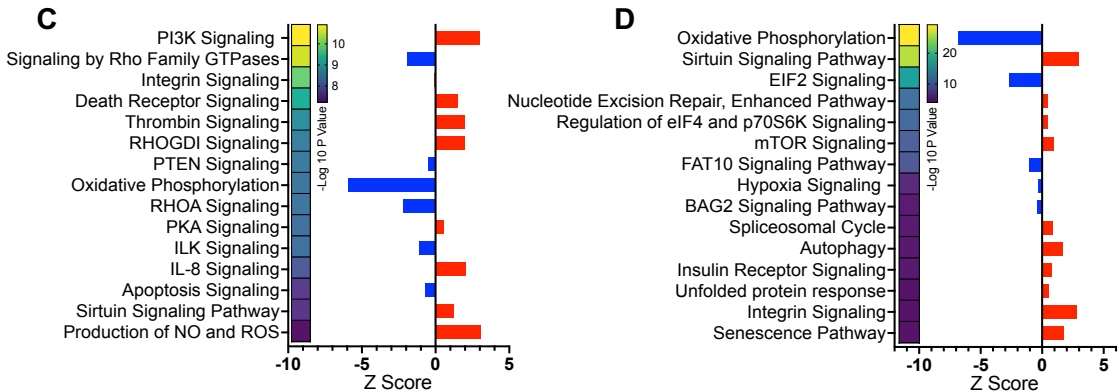 C
PI3K Signaling
Signaling by Rho Family GTPases
Integrin Signaling
Death Receptor Signaling
Thrombin Signaling
RHOGDI Signaling
PTEN Signaling
Oxidative Phosphorylation
RHOA Signaling
PKA Signaling
ILK Signaling
IL-8 Signaling
Apoptosis Signaling
Sirtuin Signaling Pathway
Production of NO and ROS
10
9
8
-Log 10 P Value
-10 -5 0 5
Z Score
D
Oxidative Phosphorylation
Sirtuin Signaling Pathway
EIF2 Signaling
Nucleotide Excision Repair, Enhanced Pathway
Regulation of eIF4 and p70S6K Signaling
mTOR Signaling
FAT10 Signaling Pathway
Hypoxia Signaling
BAG2 Signaling Pathway
Spliceosomal Cycle
Autophagy
Insulin Receptor Signaling
Unfolded protein response
Integrin Signaling
Senescence Pathway
20
10
-Log 10 P Value
-10 -5 0 5
Z Score